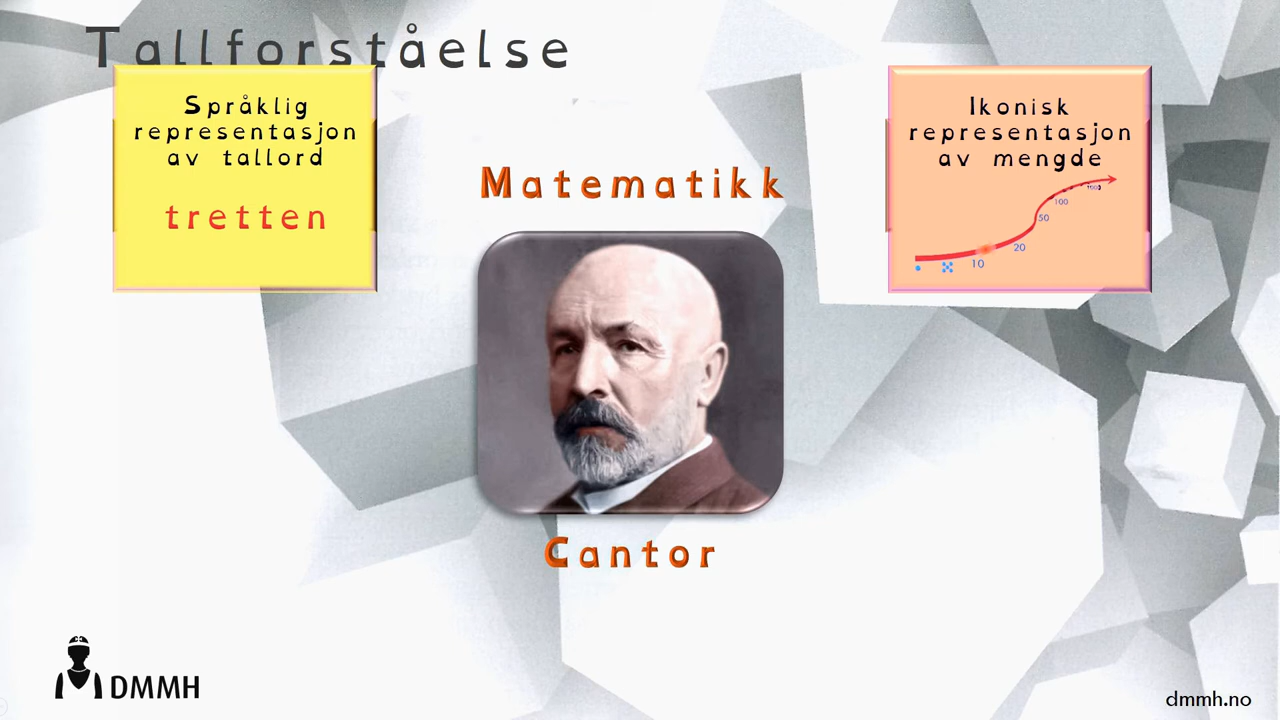 Tallforståelse
Språklig
representasjon
av tallord
tretten
Matematikk
Cantor
Ikonisk
representasjon
av mengde
100
50
20
10
DMMH
dmmh.no